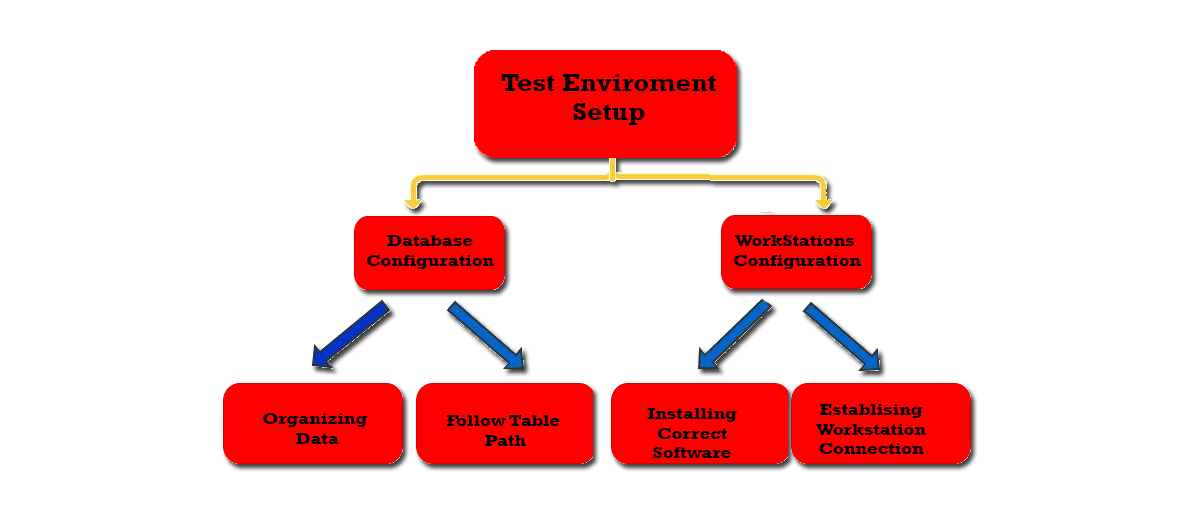 Test Enviroment
Setup
Database
Configuration
WorkStations
Configuration
Organizing
Data
Follow Table
Path
Installing
Correct
Software
Establising
Workstation
Connection